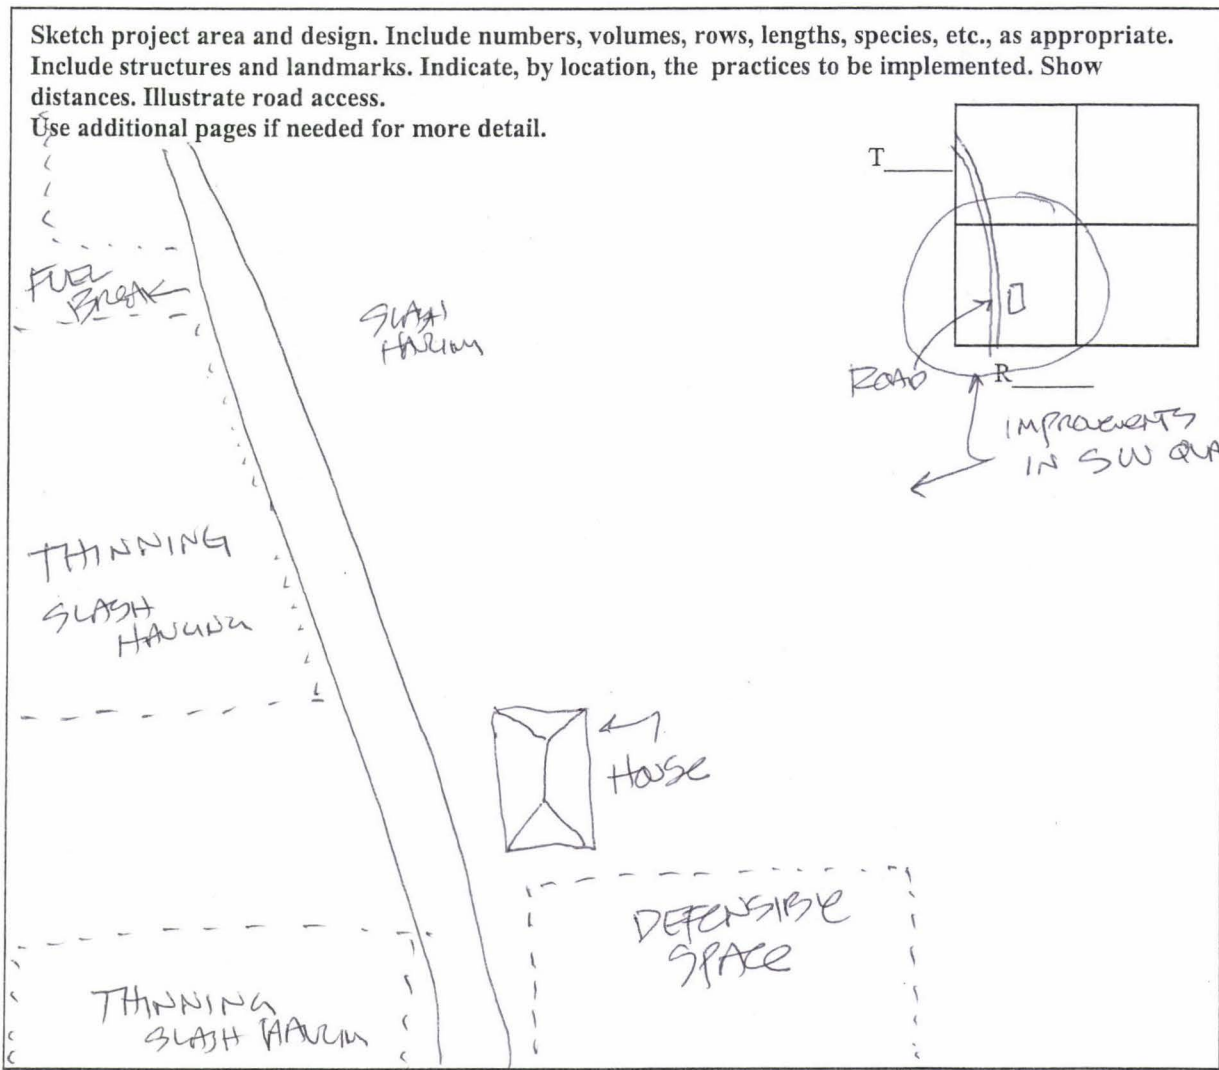 Sketch project area and design. Include numbers, volumes, rows, lengths, species, etc., as appropriate.
Include structures and landmarks. Indicate, by location, the practices to be implemented. Show
distances. Illustrate road access.
Use additional pages if needed for more detail.
T______
FUEL
BREAK
SLASH
HAULING
ROAD
R______
IMPROVEMENTS
IN SW QUA
THINNING
SLASH
HAULING
HOUSE
DEFENSIBLE
SPACE
THINNING
SLASH HAULING